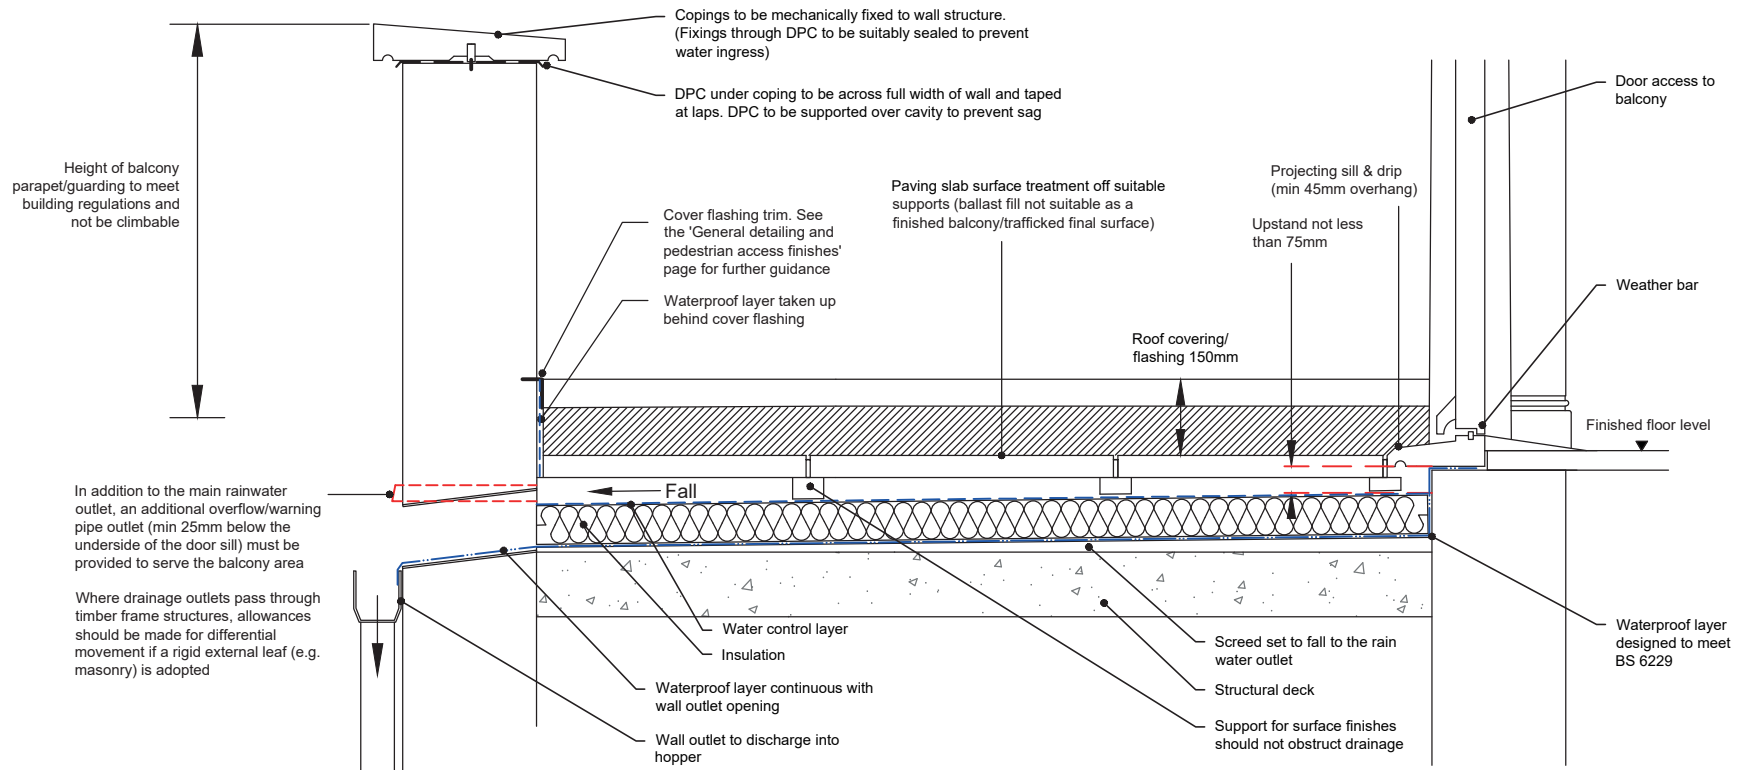 Copings to be mechanically fixed to wall structure.
(Fixings through DPC to be suitably sealed to prevent
water ingress)
DPC under coping to be across full width of wall and taped
at laps. DPC to be supported over cavity to prevent sag
Door access to
balcony
Height of balcony
parapet/guarding to meet
building regulations and
not be climbable
Cover flashing trim. See
the 'General detailing and
pedestrian access finishes'
page for further guidance
Waterproof layer taken up
behind cover flashing
Paving slab surface treatment off suitable
supports (ballast fill not suitable as a
finished balcony/trafficked final surface)
Projecting sill & drip
(min 45mm overhang)
Upstand not less
than 75mm
Weather bar
Roof covering/
flashing 150mm
Finished floor level
Fall
In addition to the main rainwater
outlet, an additional overflow/warning
pipe outlet (min 25mm below the
underside of the door sill) must be
provided to serve the balcony area
Where drainage outlets pass through
timber frame structures, allowances
should be made for differential
movement if a rigid external leaf (e.g.
masonry) is adopted
Water control layer
Insulation
Waterproof layer continuous with
wall outlet opening
Wall outlet to discharge into
hopper
Screed set to fall to the rain
water outlet
Structural deck
Support for surface finishes
should not obstruct drainage
Waterproof layer
designed to meet
BS 6229